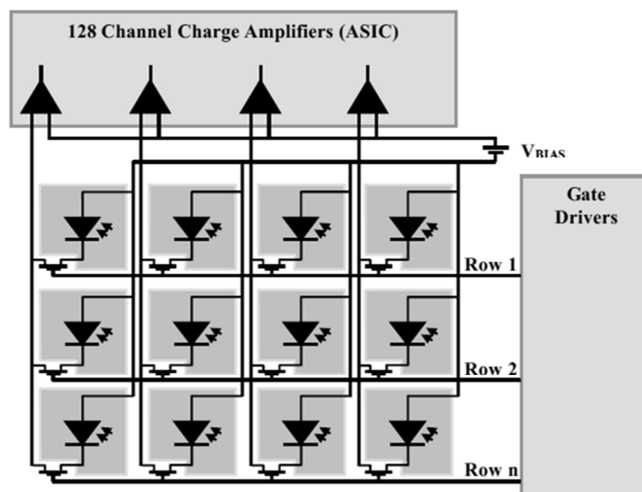 128 Channel Charge Amplifiers (ASIC)
VBIAS
Gate
Drivers
Row 1
Row 2
Row n